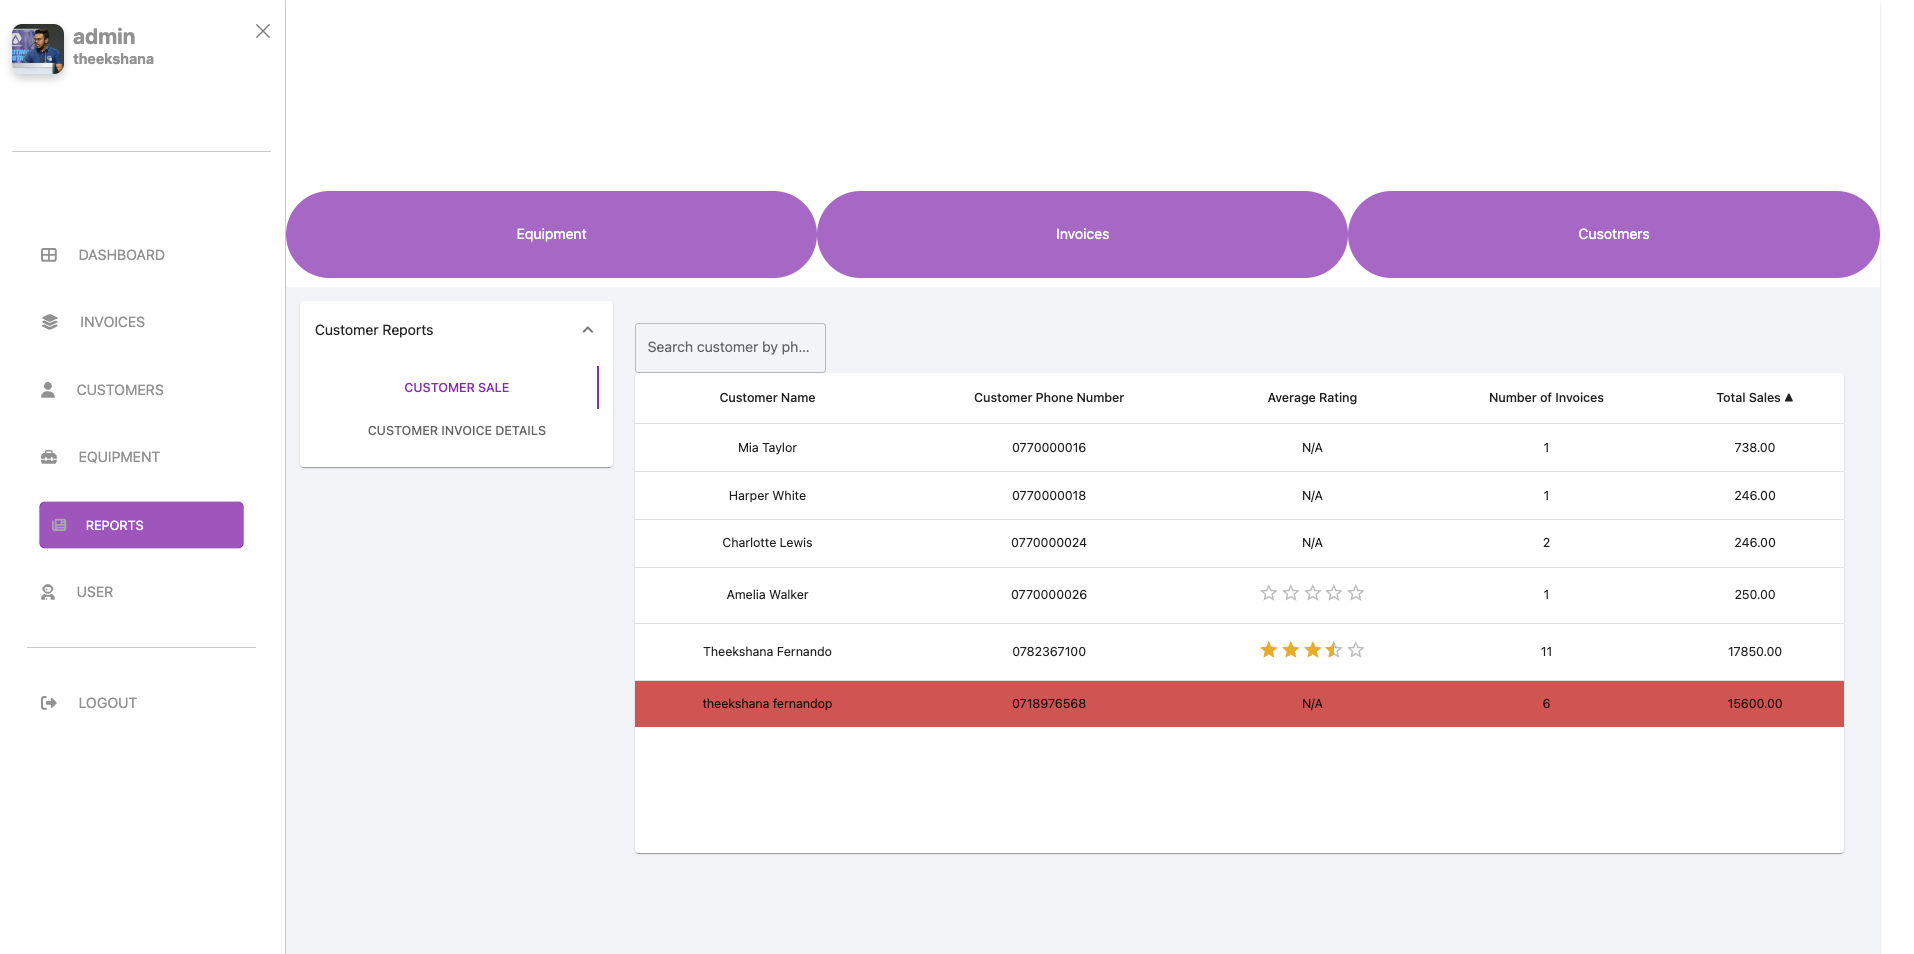 admin
theekshana
DASHBOARD
INVOICES
CUSTOMERS
EQUIPMENT
REPORTS
USER
LOGOUT
Equipment Invoices Cusotmers
Customer Reports
CUSTOMER SALE
CUSTOMER INVOICE DETAILS
Search customer by ph...
Customer Name Customer Phone Number Average Rating Number of Invoices Total Sales ▲
Mia Taylor 0770000016 N/A 1 738.00
Harper White 0770000018 N/A 1 246.00
Charlotte Lewis 0770000024 N/A 2 246.00
Amelia Walker 0770000026 1 250.00
Theekshana Fernando 0782367100 11 17850.00
theekshana fernandop 0718976568 N/A 6 15600.00